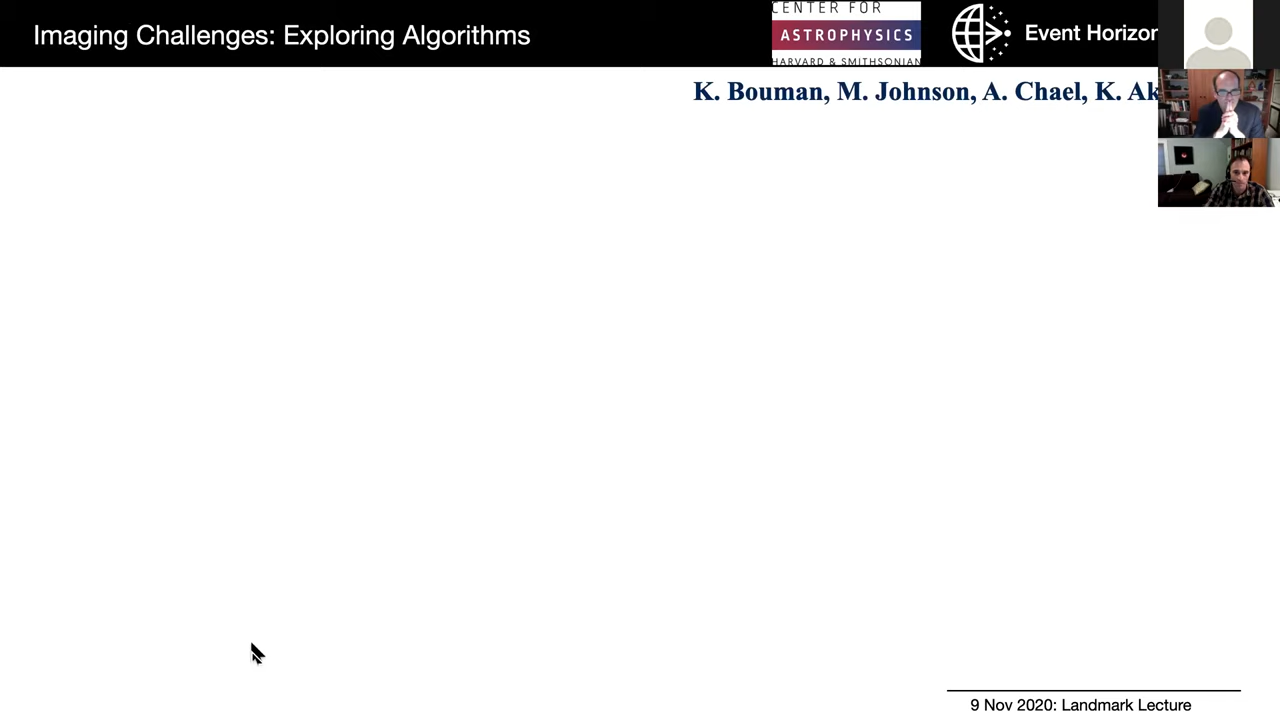 Imaging Challenges: Exploring Algorithms
CENTER FOR
ASTROPHYSICS
HARVARD & SMITHSONIAN
Event Horizon
K. Bouman, M. Johnson, A. Chael, K. Ak
9 Nov 2020: Landmark Lecture